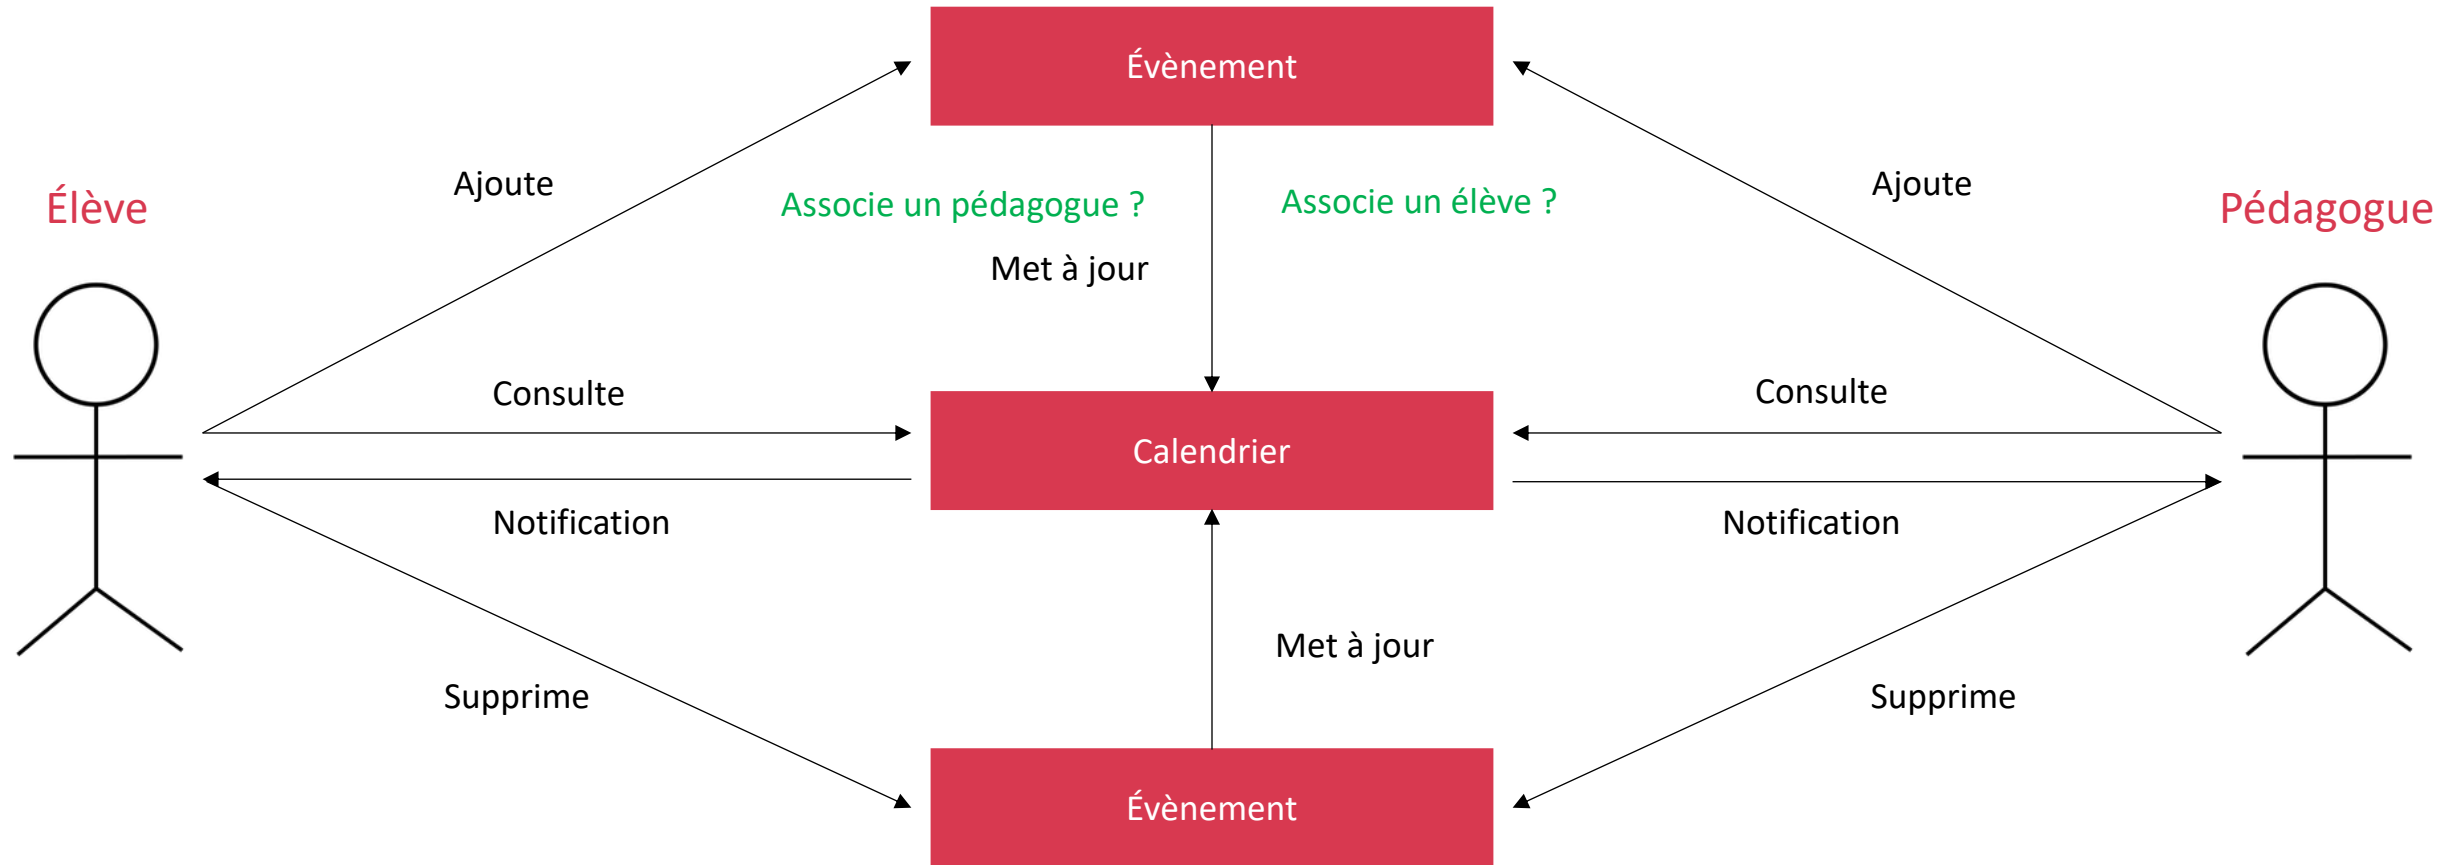 Évènement
Ajoute
Ajoute
Associe un pédagogue ?
Associe un élève ?
Élève
Pédagogue
Met à jour
Consulte
Consulte
Calendrier
Notification
Notification
Met à jour
Supprime
Supprime
Évènement